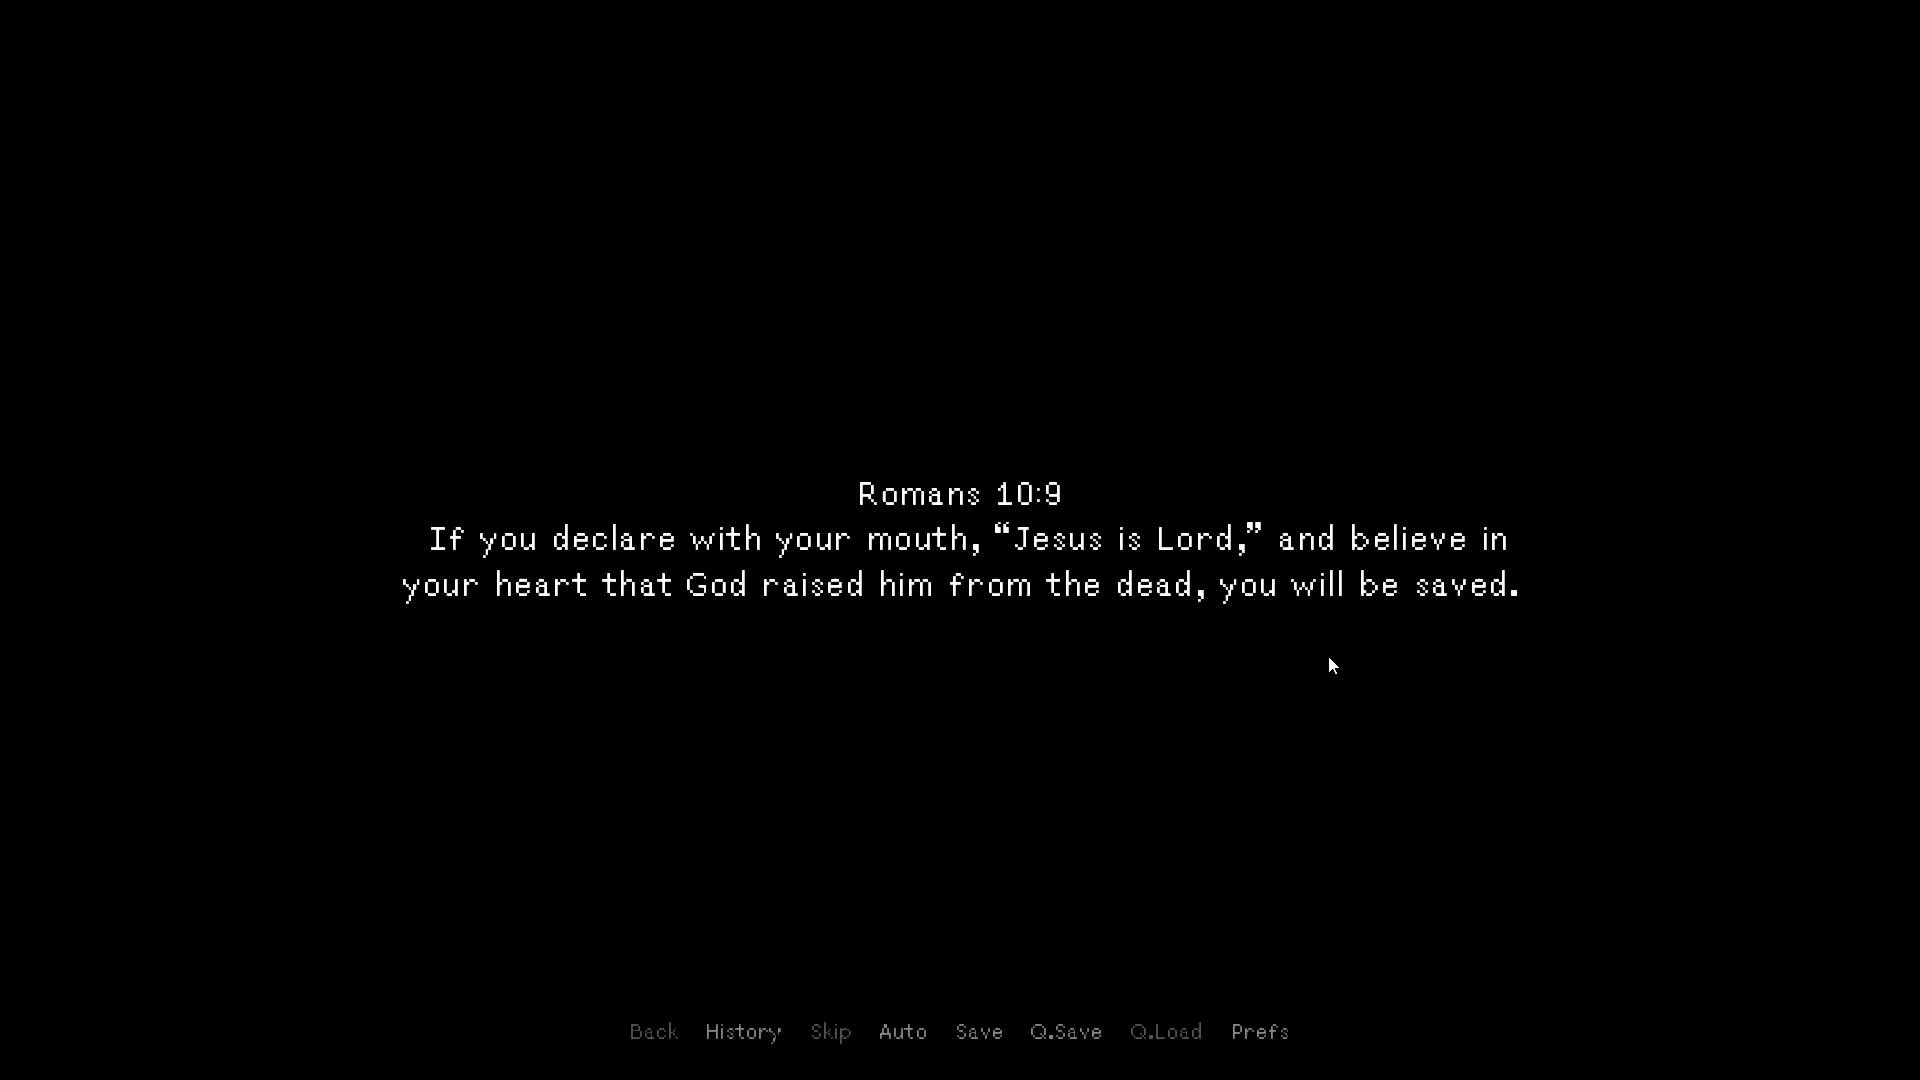 Romans 10:9
If you declare with your mouth, “Jesus is Lord,” and believe in
your heart that God raised him from the dead, you will be saved.
Back History Skip Auto Save Q.Save Q.Load Prefs